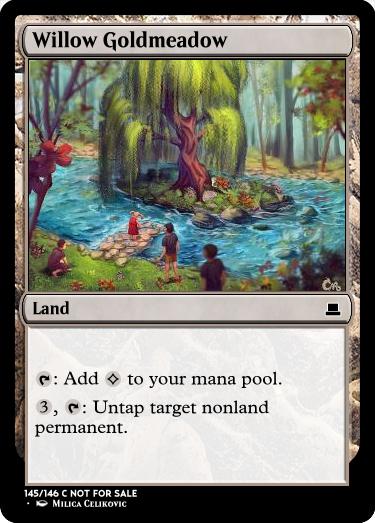 Willow Goldmeadow
Land
: Add to your mana pool.
3, : Untap target nonland
permanent.
145/146 C NOT FOR SALE
Milica Celikovic